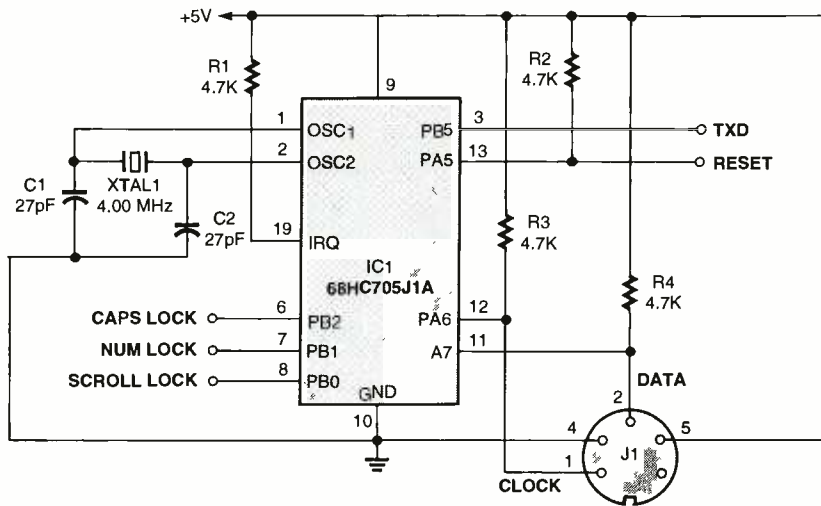 +5V
R1
4.7K
R2
4.7K
9
1
OSC1
PB5
3
TXD
2
OSC2
PA5
13
RESET
C1
27pF
XTAL1
4.00 MHz
C2
27pF
R3
4.7K
19
IRQ
IC1
68HC705J1A
R4
4.7K
CAPS LOCK
6
PB2
PA6
12
NUM LOCK
7
PB1
A7
11
SCROLL LOCK
8
PB0
GND
10
DATA
2
4
5
J1
1
CLOCK